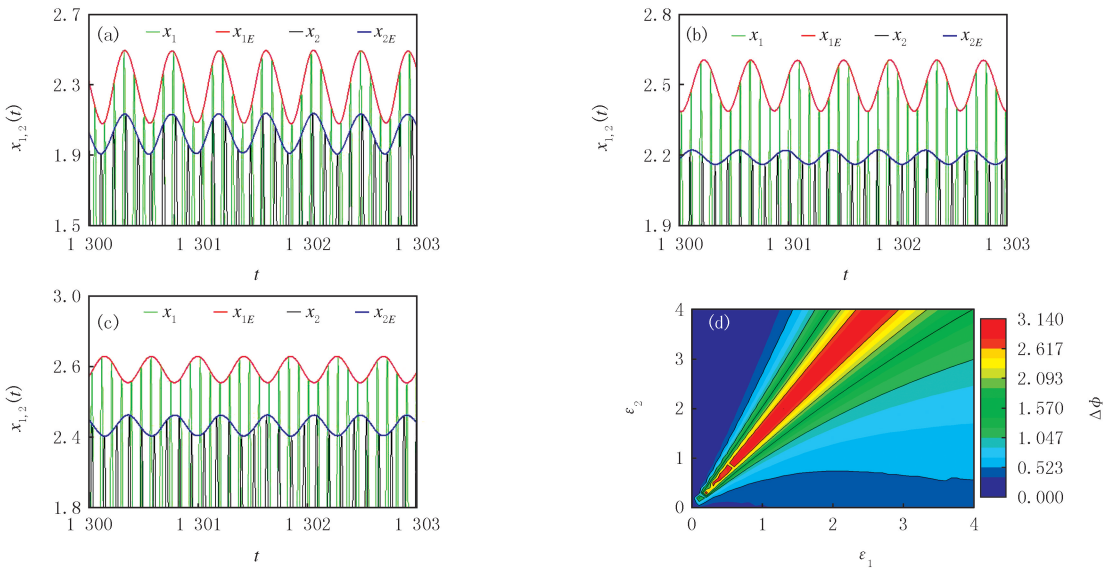 (a) x1 x1E x2 x2E
2.7
2.3
1.9
1.5
x1,2(t)
1 300 1 301 1 302 1 303
t
(b) x1 x1E x2 x2E
2.8
2.5
2.2
1.9
x1,2(t)
1 300 1 301 1 302 1 303
t
(c) x1 x1E x2 x2E
3.0
2.6
2.4
1.8
x1,2(t)
1 300 1 301 1 302 1 303
t
(d)
4
3
2
1
0
ε2
0 1 2 3 4
ε1
3.140
2.617
2.093
1.570
1.047
0.523
0.000
Δϕ